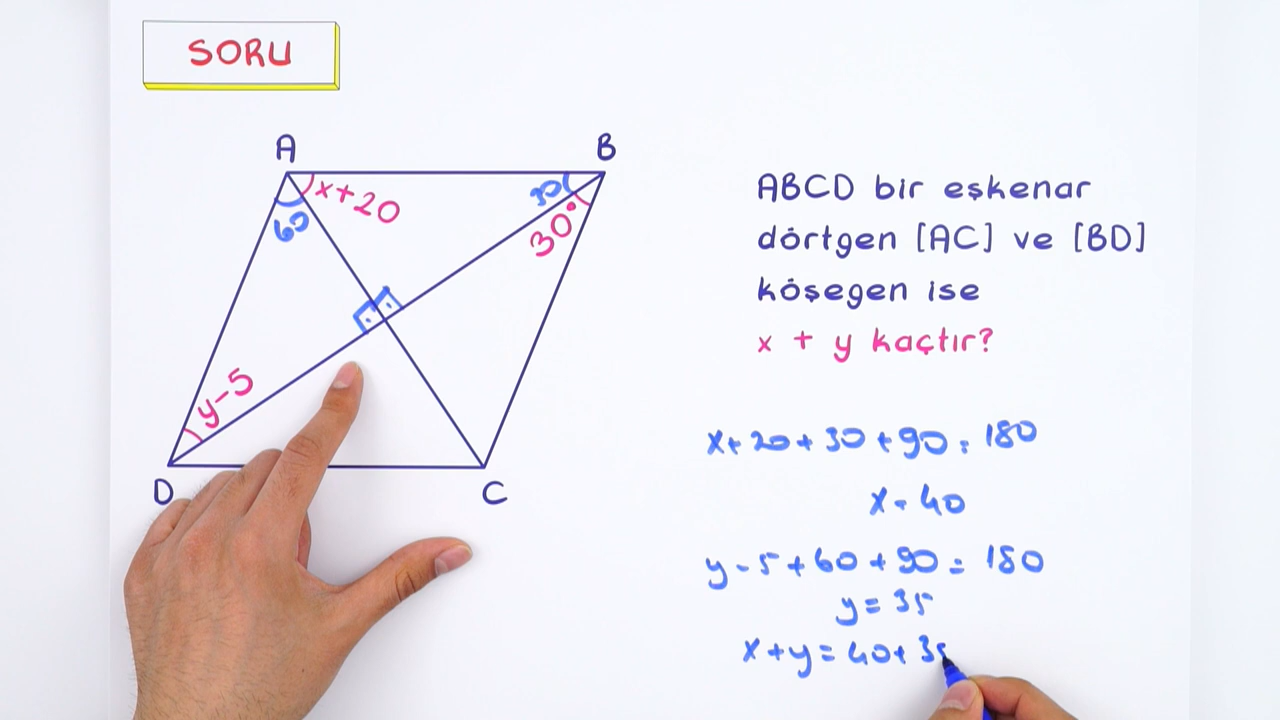 SORU
A
B
x+20
30
60
30°
y-5
D
C
ABCD bir eşkenar
dörtgen [AC] ve [BD]
köşegen ise
x + y kaçtır?
x+20+30+90=180
x=40
y-5+60+90=180
y=35
x+y=40+35